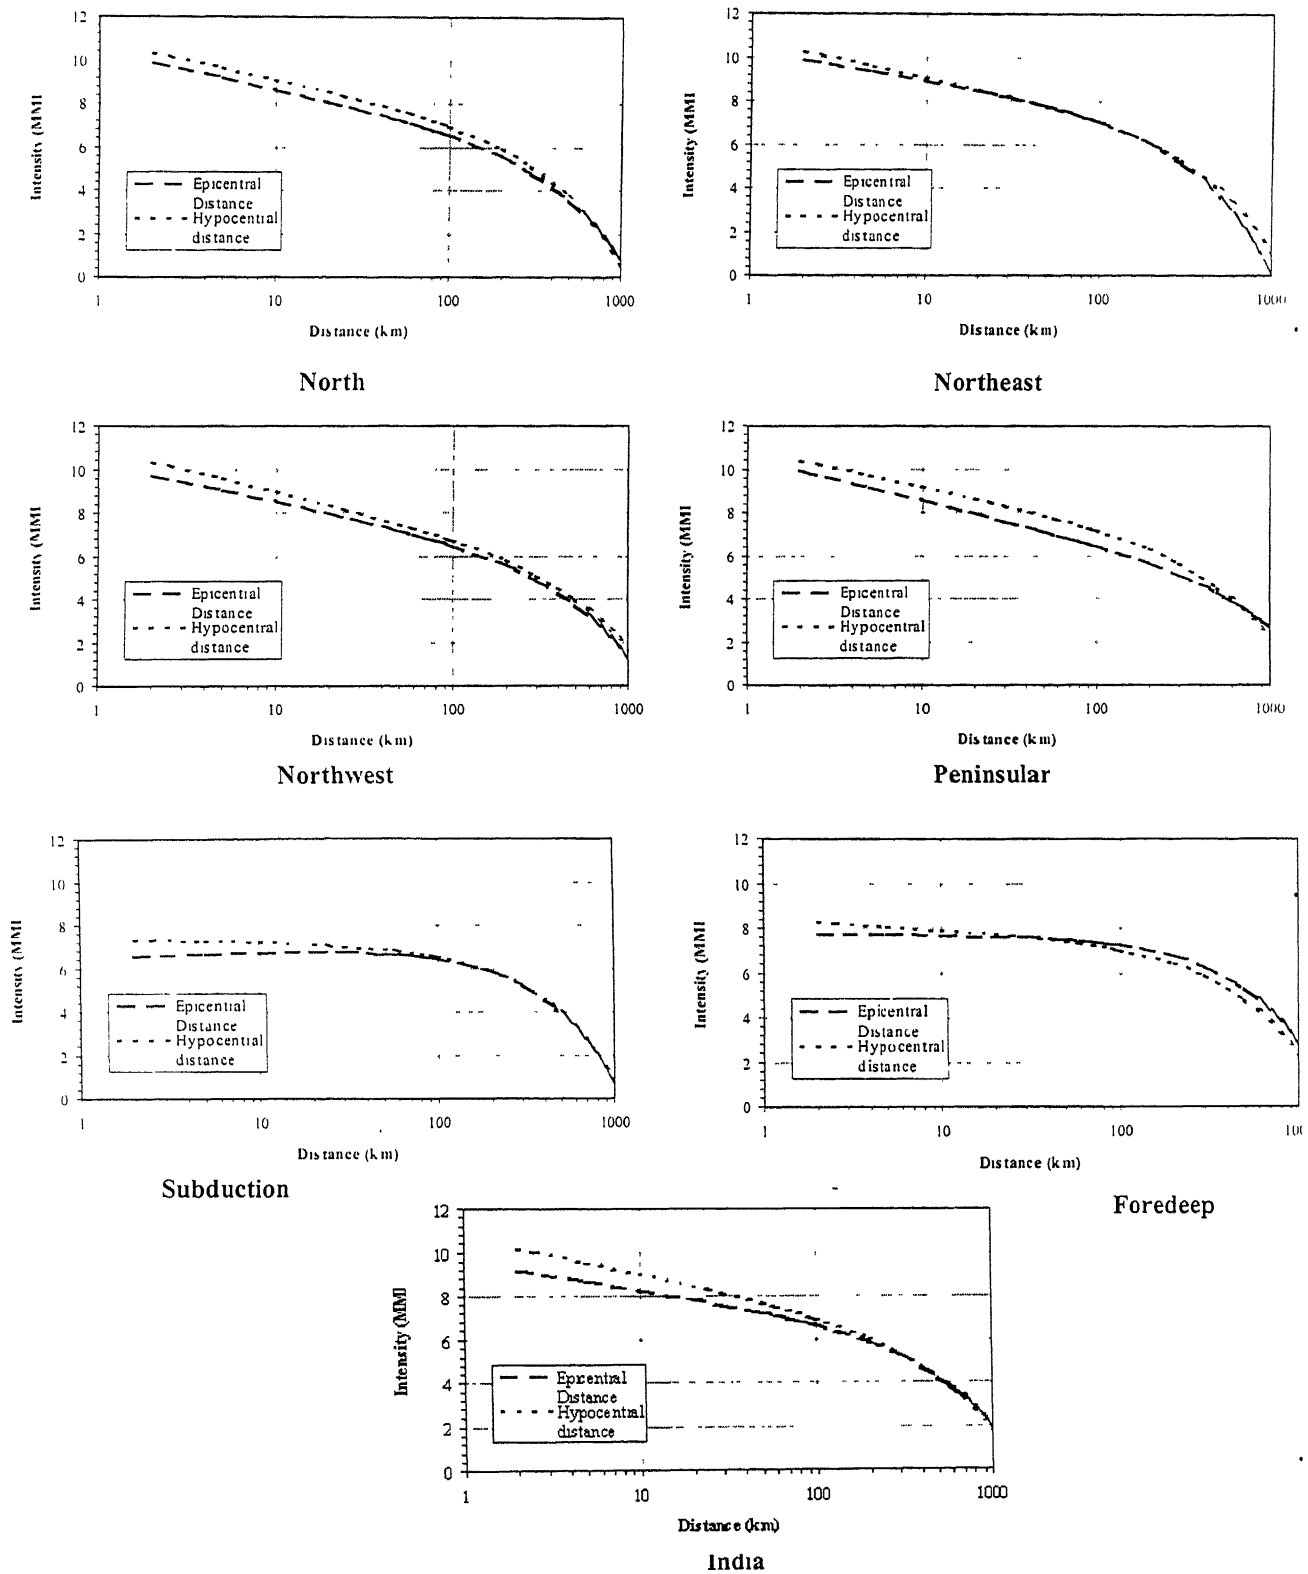 12
10
8
6
4
2
0
Intensity (MMI
Epicentral
Distance
Hypocentral
distance
1 10 100 1000
Distance (km)
North
12
10
8
6
4
2
0
Intensity (MMI
Epicentral
Distance
Hypocentral
distance
1 10 100 1000
Distance (km)
Northeast
12
10
8
6
4
2
0
Intensity (MMI
Epicentral
Distance
Hypocentral
distance
1 10 100 1000
Distance (km)
Northwest
12
10
8
6
4
2
0
Intensity (MMI
Epicentral
Distance
Hypocentral
distance
1 10 100 1000
Distance (km)
Peninsular
12
10
8
6
4
2
0
Intensity (MMI
Epicentral
Distance
Hypocentral
distance
1 10 100 1000
Distance (km)
Subduction
12
10
8
6
4
2
0
Intensity (MMI
Epicentral
Distance
Hypocentral
distance
1 10 100 100
Distance (km)
Foredeep
12
10
8
6
4
2
0
Intensity (MMI
Epicentral
Distance
Hypocentral
distance
1 10 100 1000
Distance (km)
India